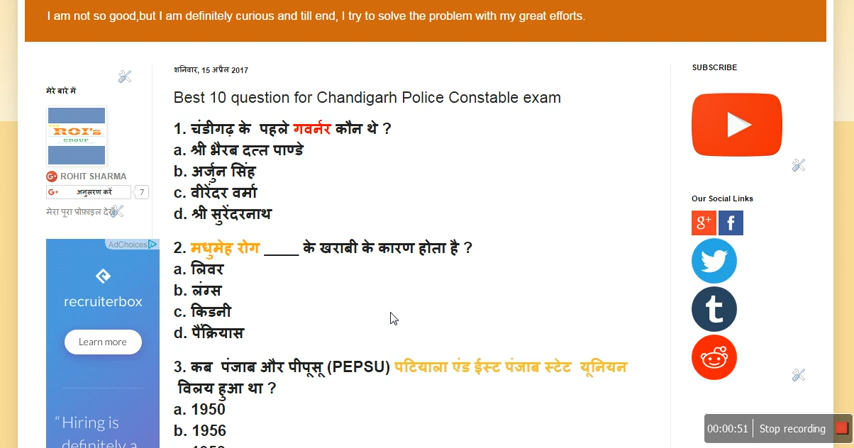 I am not so good,but I am definitely curious and till end, I try to solve the problem with my great efforts.
शनिवार, 15 अप्रैल 2017
SUBSCRIBE
मेरे बारे में
Best 10 question for Chandigarh Police Constable exam
1. चंडीगढ़ के पहले गवर्नर कौन थे ?
a. श्री भैरब दत्त पाण्डे
b. अर्जुन सिंह
c. वीरेंदर वर्मा
d. श्री सुरेंदरनाथ
ROI's
GROUP
ROHIT SHARMA
G+ अनुसरण करें 7
मेरा पूरा प्रोफ़ाइल देखें
Our Social Links
g+ f
AdChoices
2. मधुमेह रोग _____ के खराबी के कारण होता है ?
a. लिवर
b. लंग्स
c. किडनी
d. पैंक्रियास
recruiterbox
Learn more
t
3. कब पंजाब और पीपूसू (PEPSU) पटियाला एंड ईस्ट पंजाब स्टेट यूनियन
विलय हुआ था ?
a. 1950
b. 1956
"Hiring is
definitely a
00:00:51 Stop recording